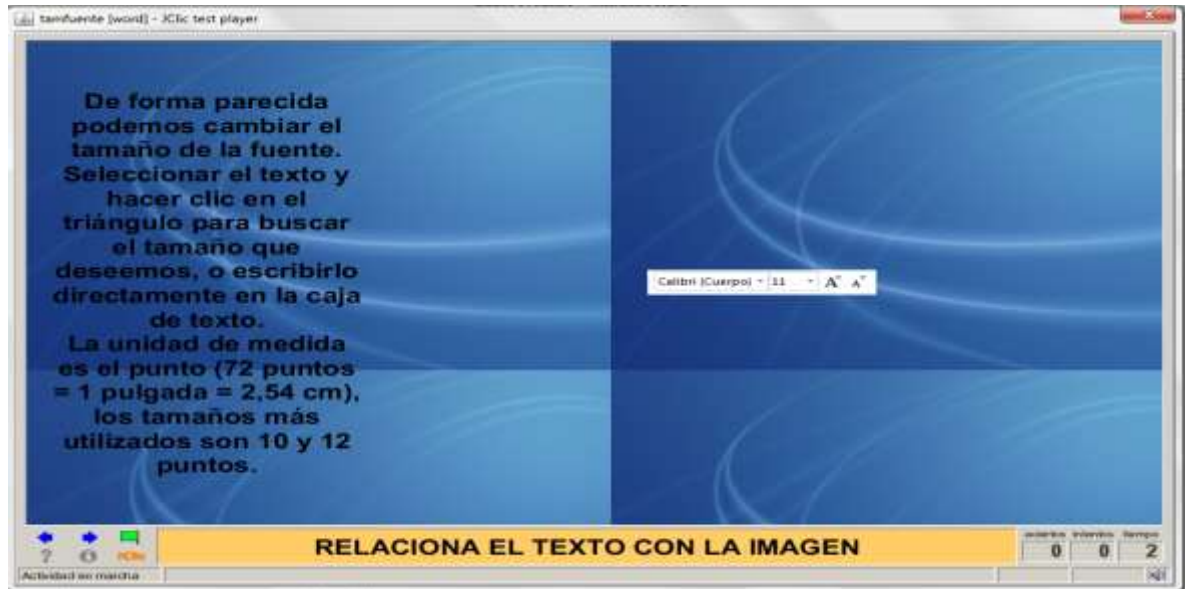 tamfuente [word] - JClic test player
De forma parecida
podemos cambiar el
tamaño de la fuente.
Seleccionar el texto y
hacer clic en el
triángulo para buscar
el tamaño que
deseemos, o escribirlo
directamente en la caja
de texto.
La unidad de medida
es el punto (72 puntos
= 1 pulgada = 2,54 cm),
los tamaños más
utilizados son 10 y 12
puntos.
Calibri (Cuerpo) 11 A A
RELACIONA EL TEXTO CON LA IMAGEN
aciertos intentos tiempo
0 0 2
? JClic
Actividad en marcha